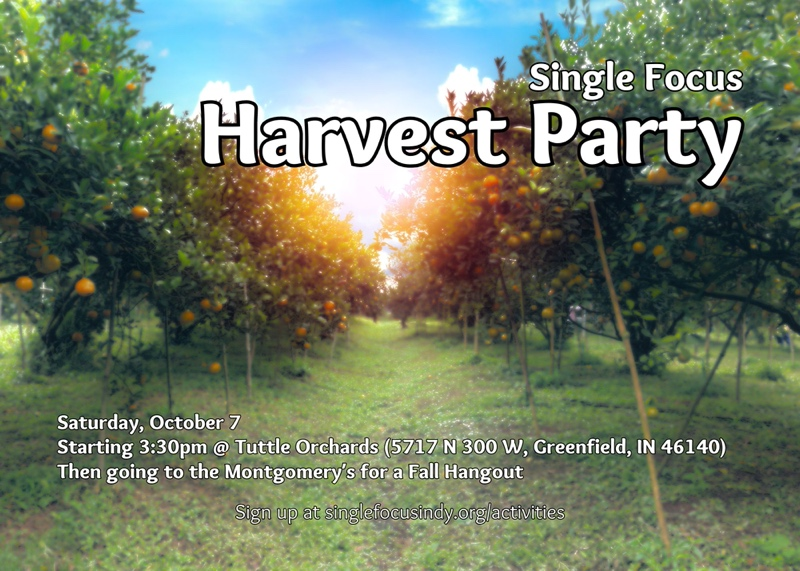 Single Focus
Harvest Party
Saturday, October 7
Starting 3:30pm @ Tuttle Orchards (5717 N 300 W, Greenfield, IN 46140)
Then going to the Montgomery's for a Fall Hangout
Sign up at singlefocusindy.org/activities